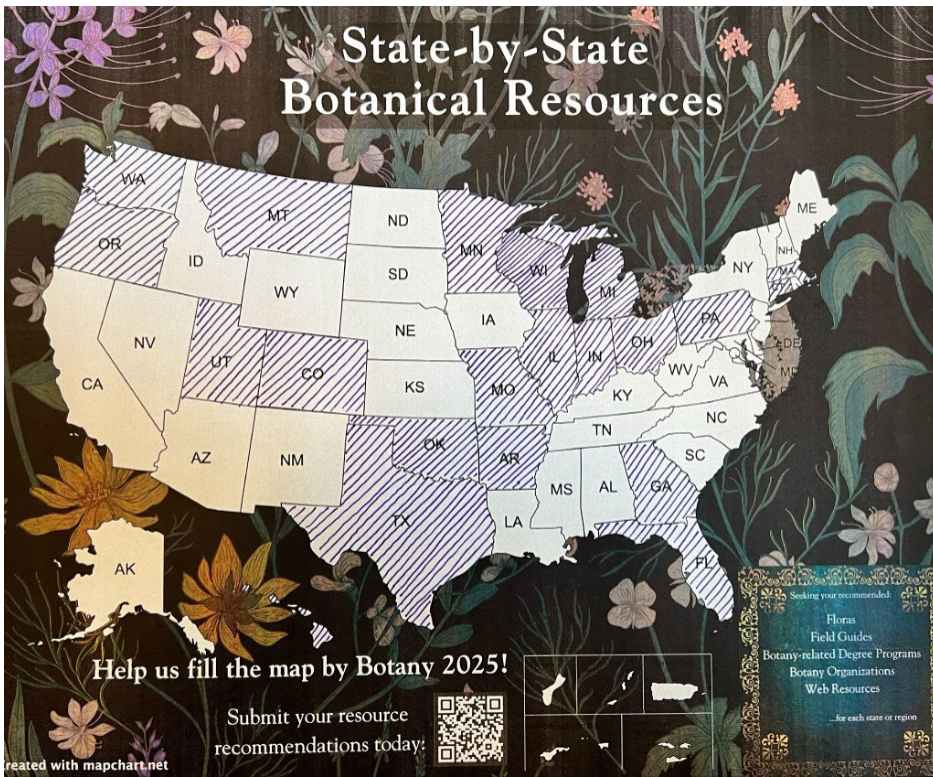 State-by-State
Botanical Resources
WA
MT
ND
MN
ME
OR
ID
SD
WI
MI
NH
NY
MA
CT
WY
IA
PA
NE
NV
UT
CO
IL
IN
OH
DE
MD
CA
KS
MO
WV
VA
KY
AZ
NM
OK
AR
TN
NC
SC
MS
AL
GA
TX
LA
FL
AK
Seeking your recommended:
Floras
Field Guides
Botany-related Degree Programs
Botany Organizations
Web Resources
...for each state or region
Help us fill the map by Botany 2025!
Submit your resource
recommendations today:
reated with mapchart.net